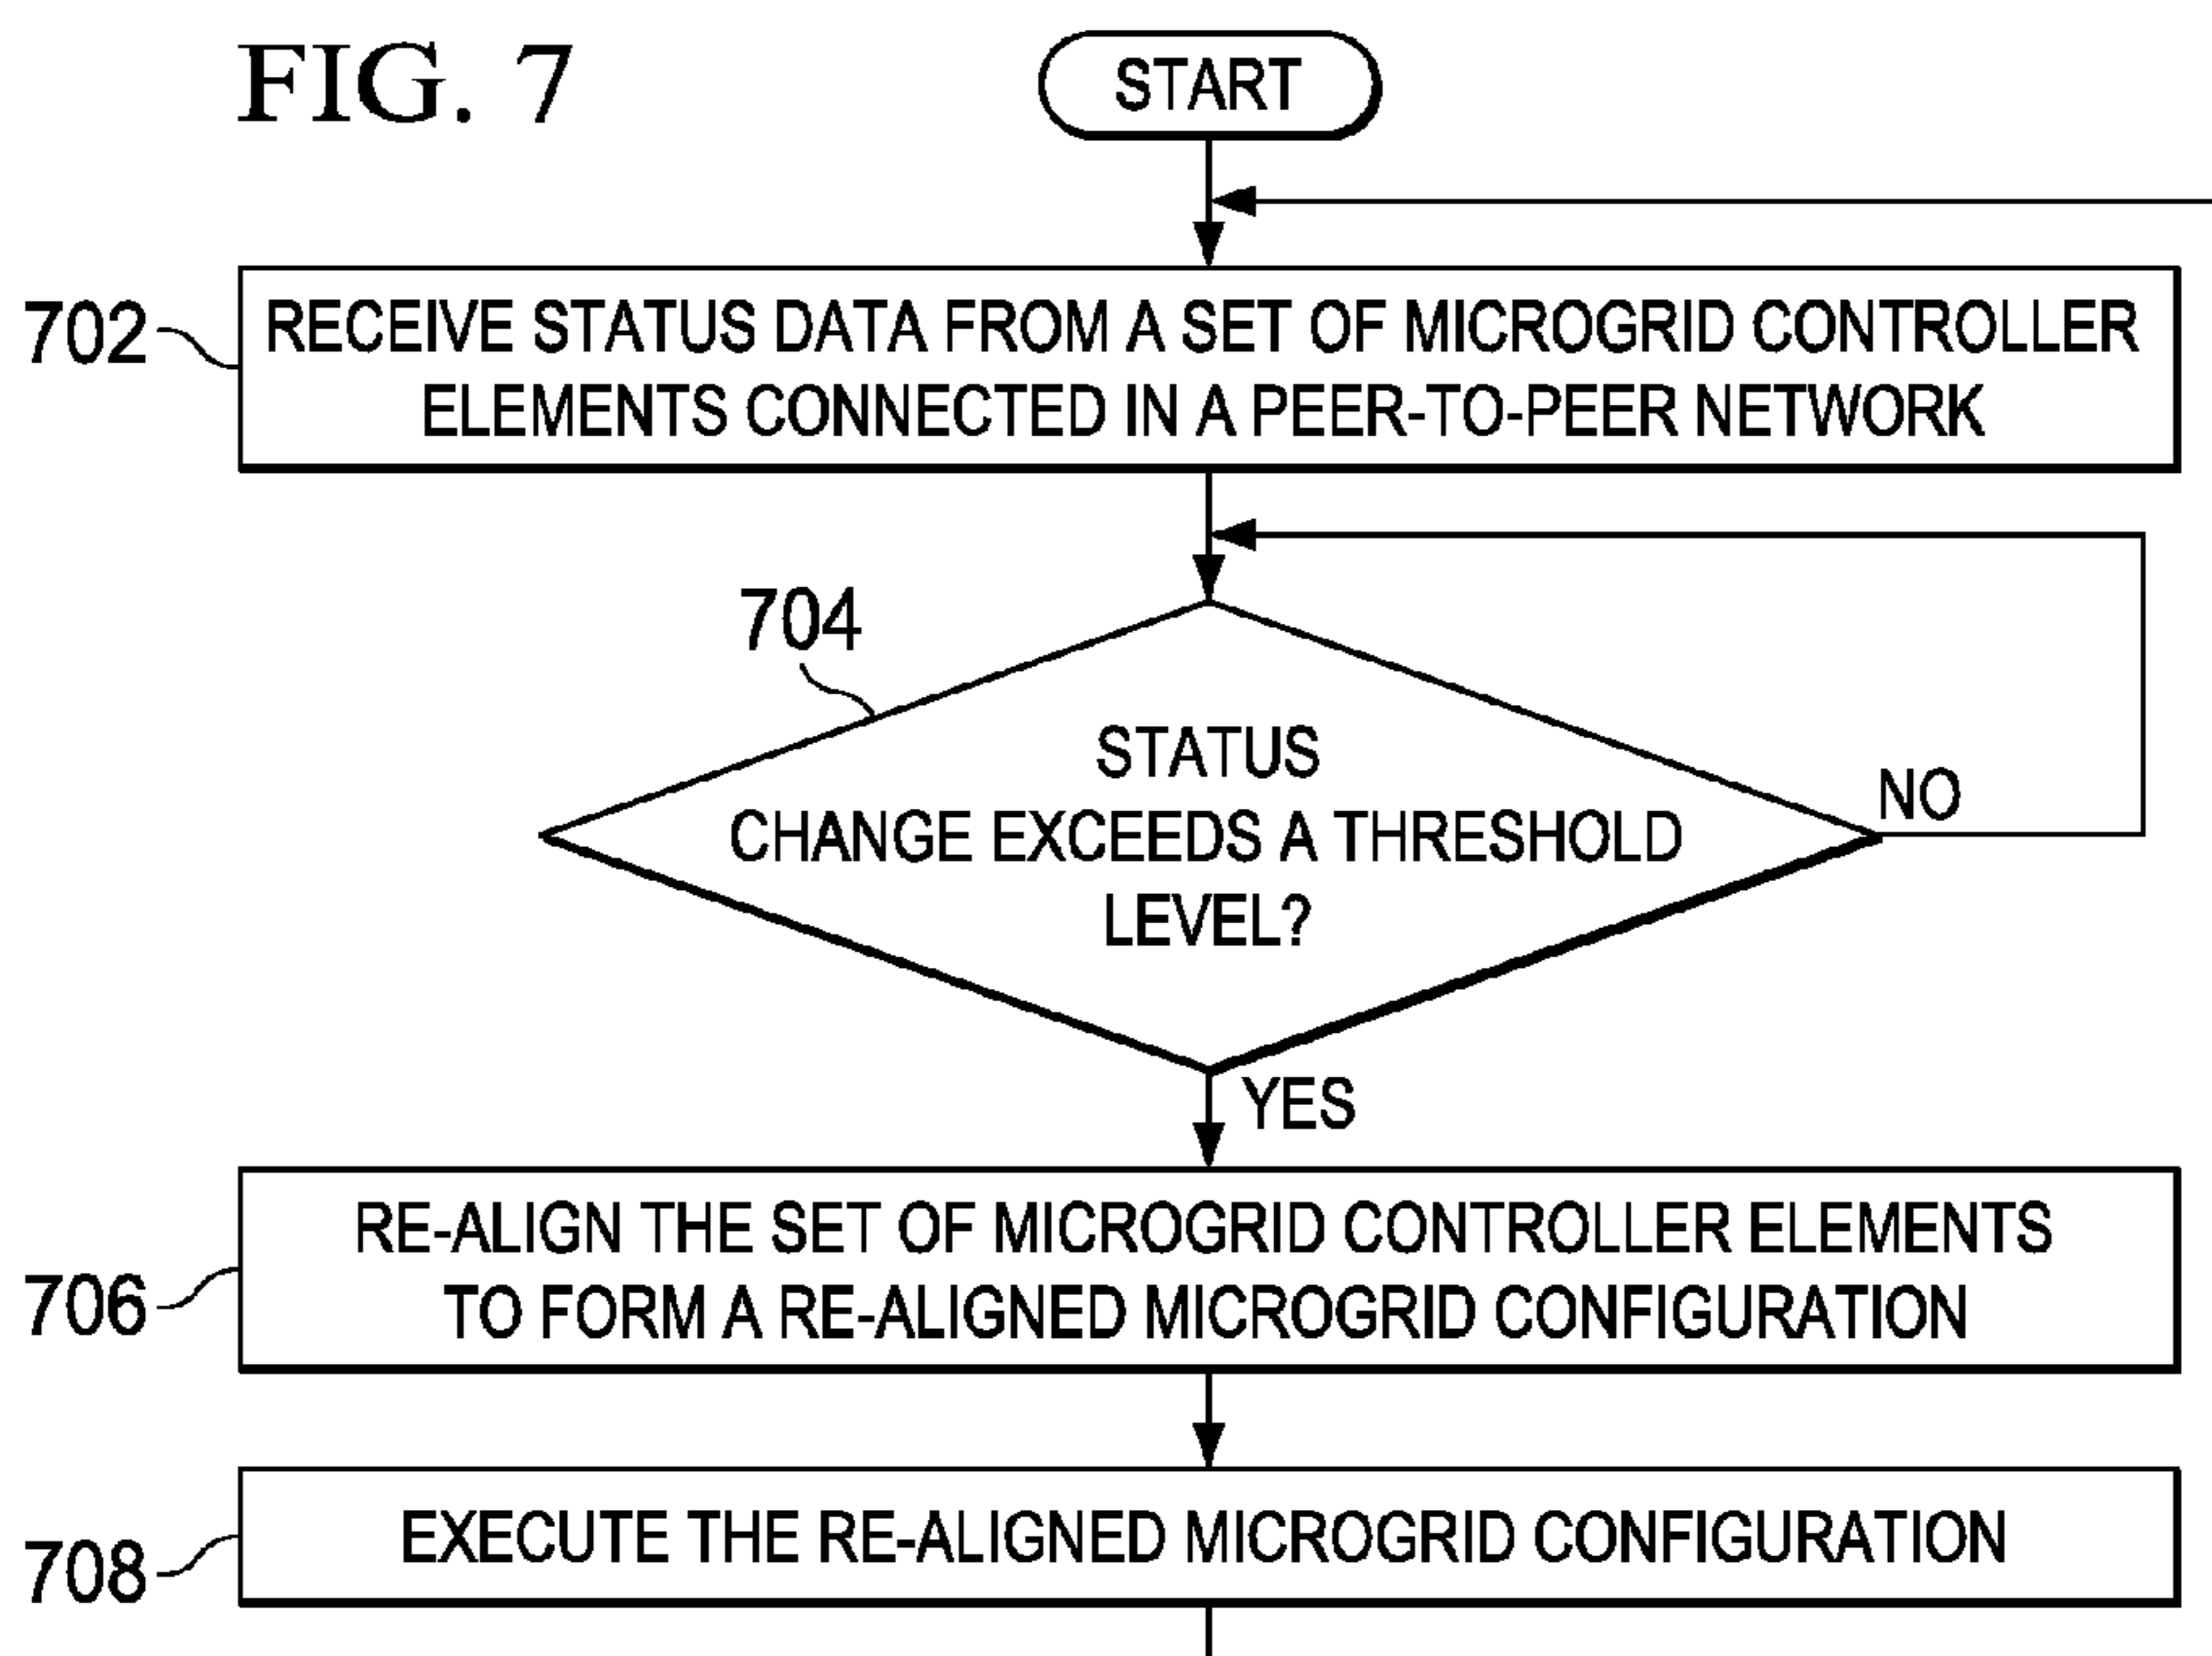 FIG. 7
START
702
RECEIVE STATUS DATA FROM A SET OF MICROGRID CONTROLLER
ELEMENTS CONNECTED IN A PEER-TO-PEER NETWORK
704
STATUS
CHANGE EXCEEDS A THRESHOLD
LEVEL?
NO
YES
706
RE-ALIGN THE SET OF MICROGRID CONTROLLER ELEMENTS
TO FORM A RE-ALIGNED MICROGRID CONFIGURATION
708
EXECUTE THE RE-ALIGNED MICROGRID CONFIGURATION